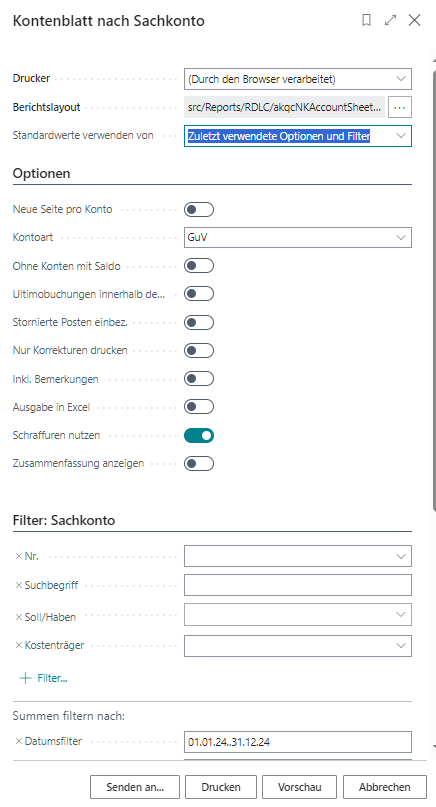 Kontenblatt nach Sachkonto
Drucker (Durch den Browser verarbeitet)
Berichtslayout src/Reports/RDLC/akqcNKAccountSheet... ...
Standardwerte verwenden von Zuletzt verwendete Optionen und Filter
Optionen
Neue Seite pro Konto
Kontoart GuV
Ohne Konten mit Saldo
Ultimobuchungen innerhalb de...
Stornierte Posten einbez.
Nur Korrekturen drucken
Inkl. Bemerkungen
Ausgabe in Excel
Schraffuren nutzen
Zusammenfassung anzeigen
Filter: Sachkonto
× Nr.
× Suchbegriff
× Soll/Haben
× Kostenträger
+ Filter...
Summen filtern nach:
× Datumsfilter 01.01.24..31.12.24
Senden an... Drucken Vorschau Abbrechen